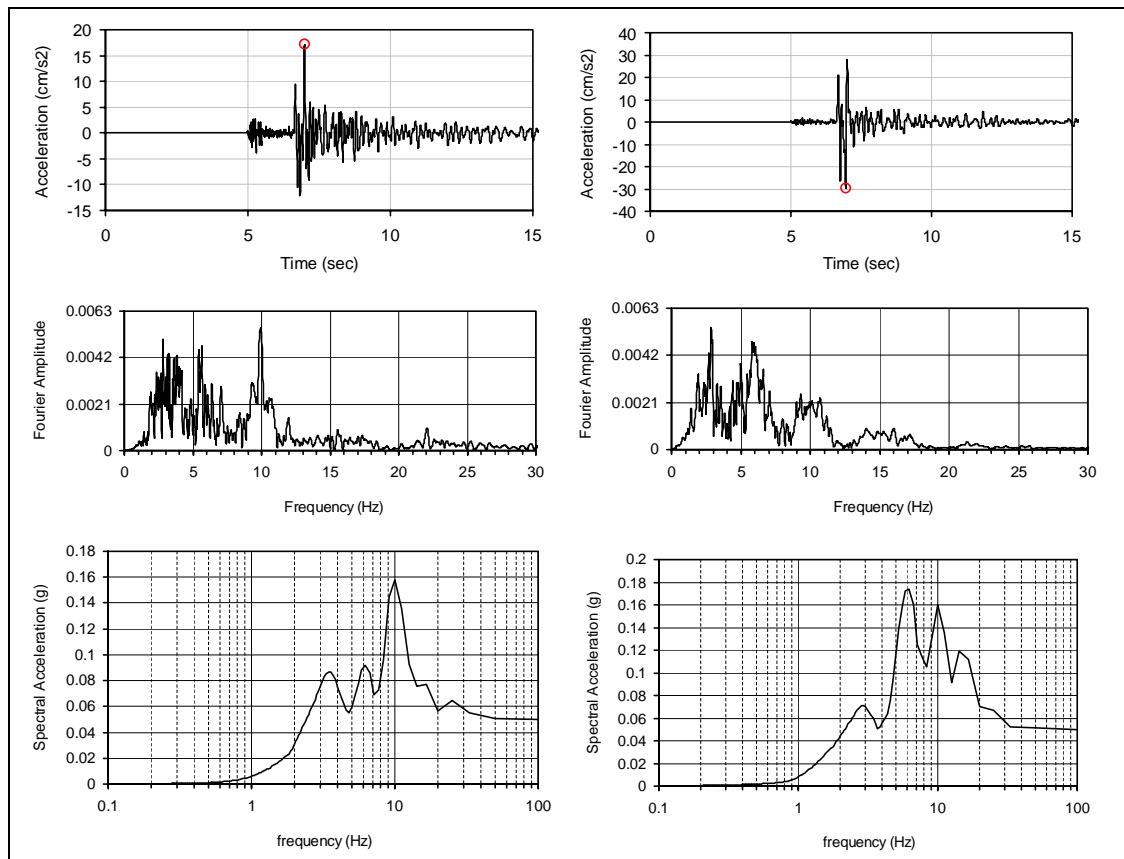 20
15
10
5
0
-5
-10
-15
Acceleration (cm/s2)
0 5 10 15
Time (sec)
40
30
20
10
0
-10
-20
-30
-40
Acceleration (cm/s2)
0 5 10 15
Time (sec)
0.0063
0.0042
0.0021
0
Fourier Amplitude
0 5 10 15 20 25 30
Frequency (Hz)
0.0063
0.0042
0.0021
0
Fourier Amplitude
0 5 10 15 20 25 30
Frequency (Hz)
0.18
0.16
0.14
0.12
0.1
0.08
0.06
0.04
0.02
0
Spectral Acceleration (g)
0.1 1 10 100
frequency (Hz)
0.2
0.18
0.16
0.14
0.12
0.1
0.08
0.06
0.04
0.02
0
Spectral Acceleration (g)
0.1 1 10 100
frequency (Hz)